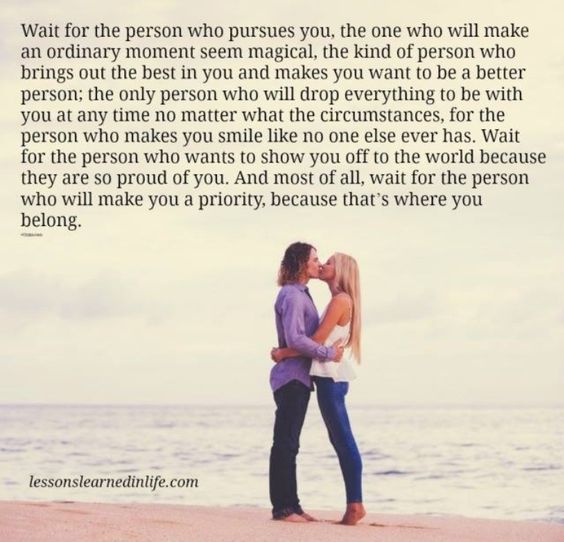 Wait for the person who pursues you, the one who will make
an ordinary moment seem magical, the kind of person who
brings out the best in you and makes you want to be a better
person; the only person who will drop everything to be with
you at any time no matter what the circumstances, for the
person who makes you smile like no one else ever has. Wait
for the person who wants to show you off to the world because
they are so proud of you. And most of all, wait for the person
who will make you a priority, because that's where you
belong.
lessonslearnedinlife.com